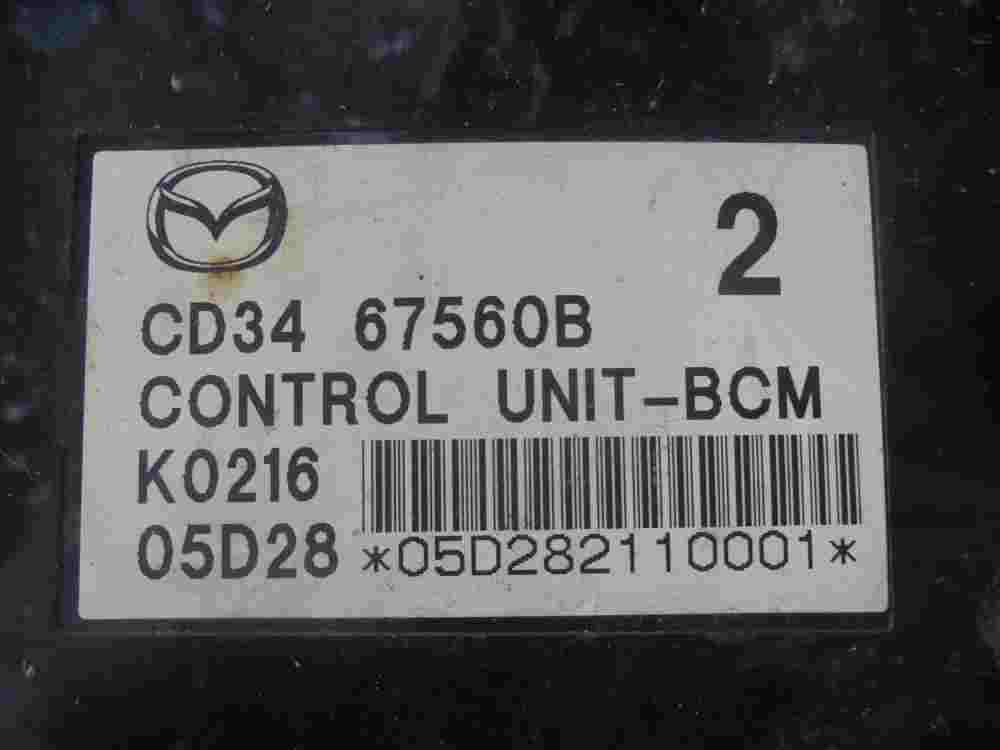 2
CD34 67560B
CONTROL UNIT-BCM
K0216
05D28 *05D282110001*